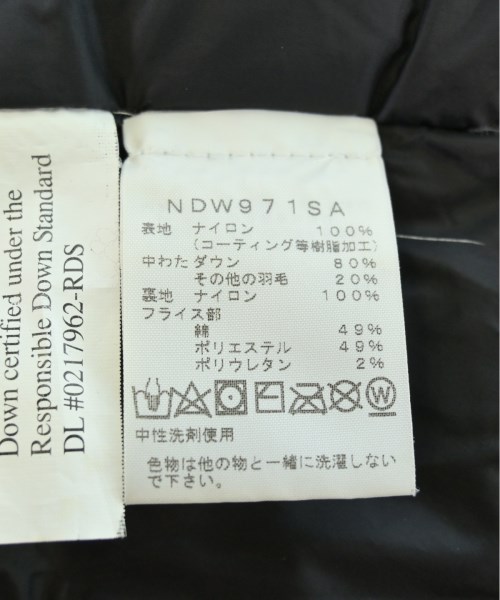 Down certified under the
Responsible Down Standard
DL #0217962-RDS
NDW971SA
表地 ナイロン 100%
(コーティング等樹脂加工)
中わた ダウン 80%
その他の羽毛 20%
裏地 ナイロン 100%
フライス部
綿 49%
ポリエステル 49%
ポリウレタン 2%
W
中性洗剤使用
色物は他の物と一緒に洗濯しない
で下さい。